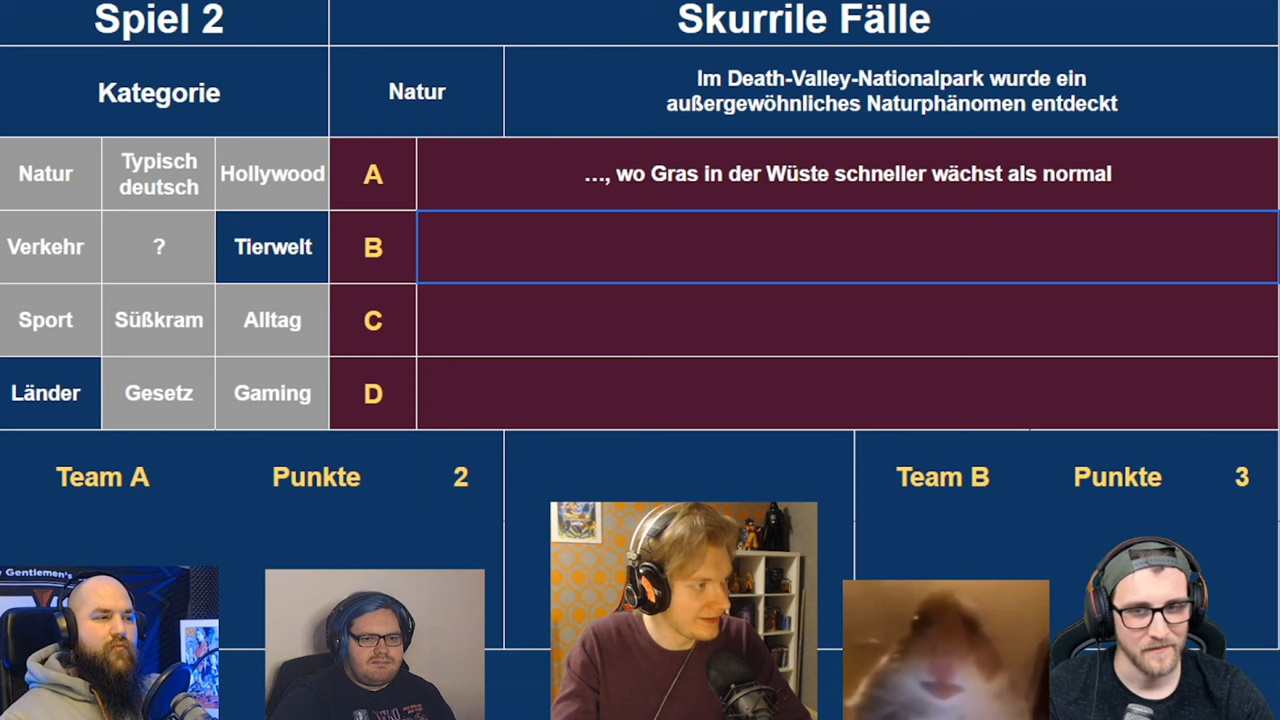 Spiel 2
Skurrile Fälle
Kategorie
Natur
Im Death-Valley-Nationalpark wurde ein
außergewöhnliches Naturphänomen entdeckt
Natur
Typisch
deutsch
Hollywood
A
…, wo Gras in der Wüste schneller wächst als normal
Verkehr
?
Tierwelt
B
Sport
Süßkram
Alltag
C
Länder
Gesetz
Gaming
D
Team A
Punkte
2
Team B
Punkte
3
e Gentlemen's